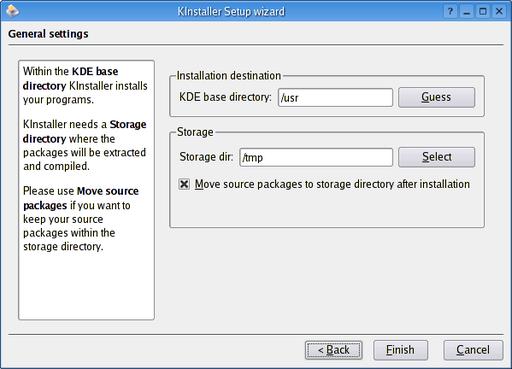 KInstaller Setup wizard
General settings
Within the KDE base
directory KInstaller installs
your programs.
KInstaller needs a Storage
directory where the
packages will be extracted
and compiled.
Please use Move source
packages if you want to
keep your source
packages within the
storage directory.
Installation destination
KDE base directory: /usr Guess
Storage
Storage dir: /tmp Select
Move source packages to storage directory after installation
< Back Finish Cancel